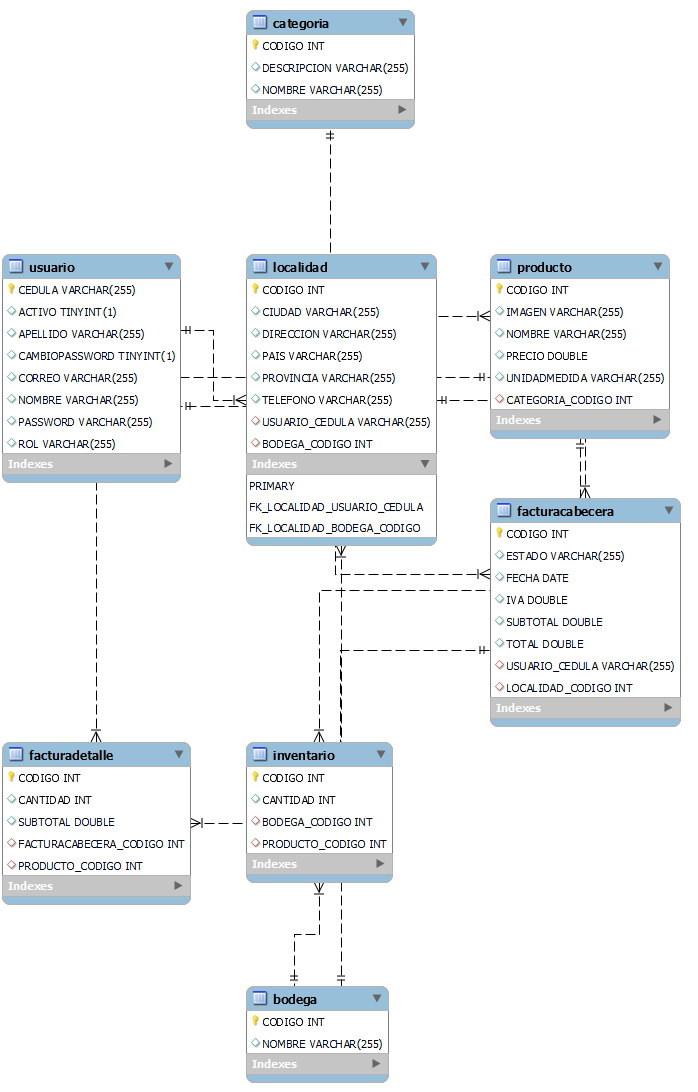 categoria
CODIGO INT
DESCRIPCION VARCHAR(255)
NOMBRE VARCHAR(255)
Indexes
usuario
CEDULA VARCHAR(255)
ACTIVO TINYINT(1)
APELLIDO VARCHAR(255)
CAMBIOPASSWORD TINYINT(1)
CORREO VARCHAR(255)
NOMBRE VARCHAR(255)
PASSWORD VARCHAR(255)
ROL VARCHAR(255)
Indexes
localidad
CODIGO INT
CIUDAD VARCHAR(255)
DIRECCION VARCHAR(255)
PAIS VARCHAR(255)
PROVINCIA VARCHAR(255)
TELEFONO VARCHAR(255)
USUARIO_CEDULA VARCHAR(255)
BODEGA_CODIGO INT
Indexes
PRIMARY
FK_LOCALIDAD_USUARIO_CEDULA
FK_LOCALIDAD_BODEGA_CODIGO
producto
CODIGO INT
IMAGEN VARCHAR(255)
NOMBRE VARCHAR(255)
PRECIO DOUBLE
UNIDADMEDIDA VARCHAR(255)
CATEGORIA_CODIGO INT
Indexes
facturacabecera
CODIGO INT
ESTADO VARCHAR(255)
FECHA DATE
IVA DOUBLE
SUBTOTAL DOUBLE
TOTAL DOUBLE
USUARIO_CEDULA VARCHAR(255)
LOCALIDAD_CODIGO INT
Indexes
facturadetalle
CODIGO INT
CANTIDAD INT
SUBTOTAL DOUBLE
FACTURACABECERA_CODIGO INT
PRODUCTO_CODIGO INT
Indexes
inventario
CODIGO INT
CANTIDAD INT
BODEGA_CODIGO INT
PRODUCTO_CODIGO INT
Indexes
bodega
CODIGO INT
NOMBRE VARCHAR(255)
Indexes